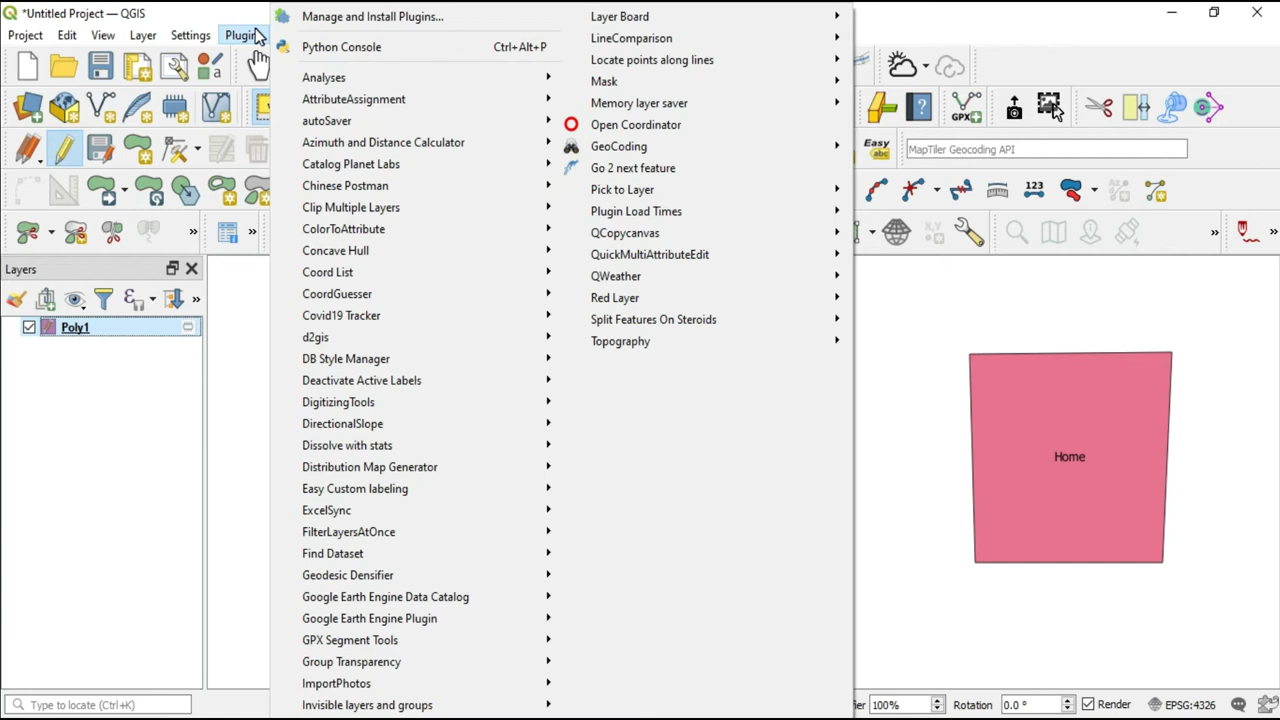 *Untitled Project — QGIS
Project Edit View Layer Settings Plugin
Manage and Install Plugins...
Python Console Ctrl+Alt+P
Analyses
AttributeAssignment
autoSaver
Azimuth and Distance Calculator
Catalog Planet Labs
Chinese Postman
Clip Multiple Layers
ColorToAttribute
Concave Hull
Coord List
CoordGuesser
Covid19 Tracker
d2gis
DB Style Manager
Deactivate Active Labels
DigitizingTools
DirectionalSlope
Dissolve with stats
Distribution Map Generator
Easy Custom labeling
ExcelSync
FilterLayersAtOnce
Find Dataset
Geodesic Densifier
Google Earth Engine Data Catalog
Google Earth Engine Plugin
GPX Segment Tools
Group Transparency
ImportPhotos
Invisible layers and groups
Layer Board
LineComparison
Locate points along lines
Mask
Memory layer saver
Open Coordinator
GeoCoding
Go 2 next feature
Pick to Layer
Plugin Load Times
QCopycanvas
QuickMultiAttributeEdit
QWeather
Red Layer
Split Features On Steroids
Topography
GPX
Easy
abc
MapTiler Geocoding API
123
X,Y
Layers
Poly1
Home
Type to locate (Ctrl+K)
100% Rotation 0.0 ° Render EPSG:4326